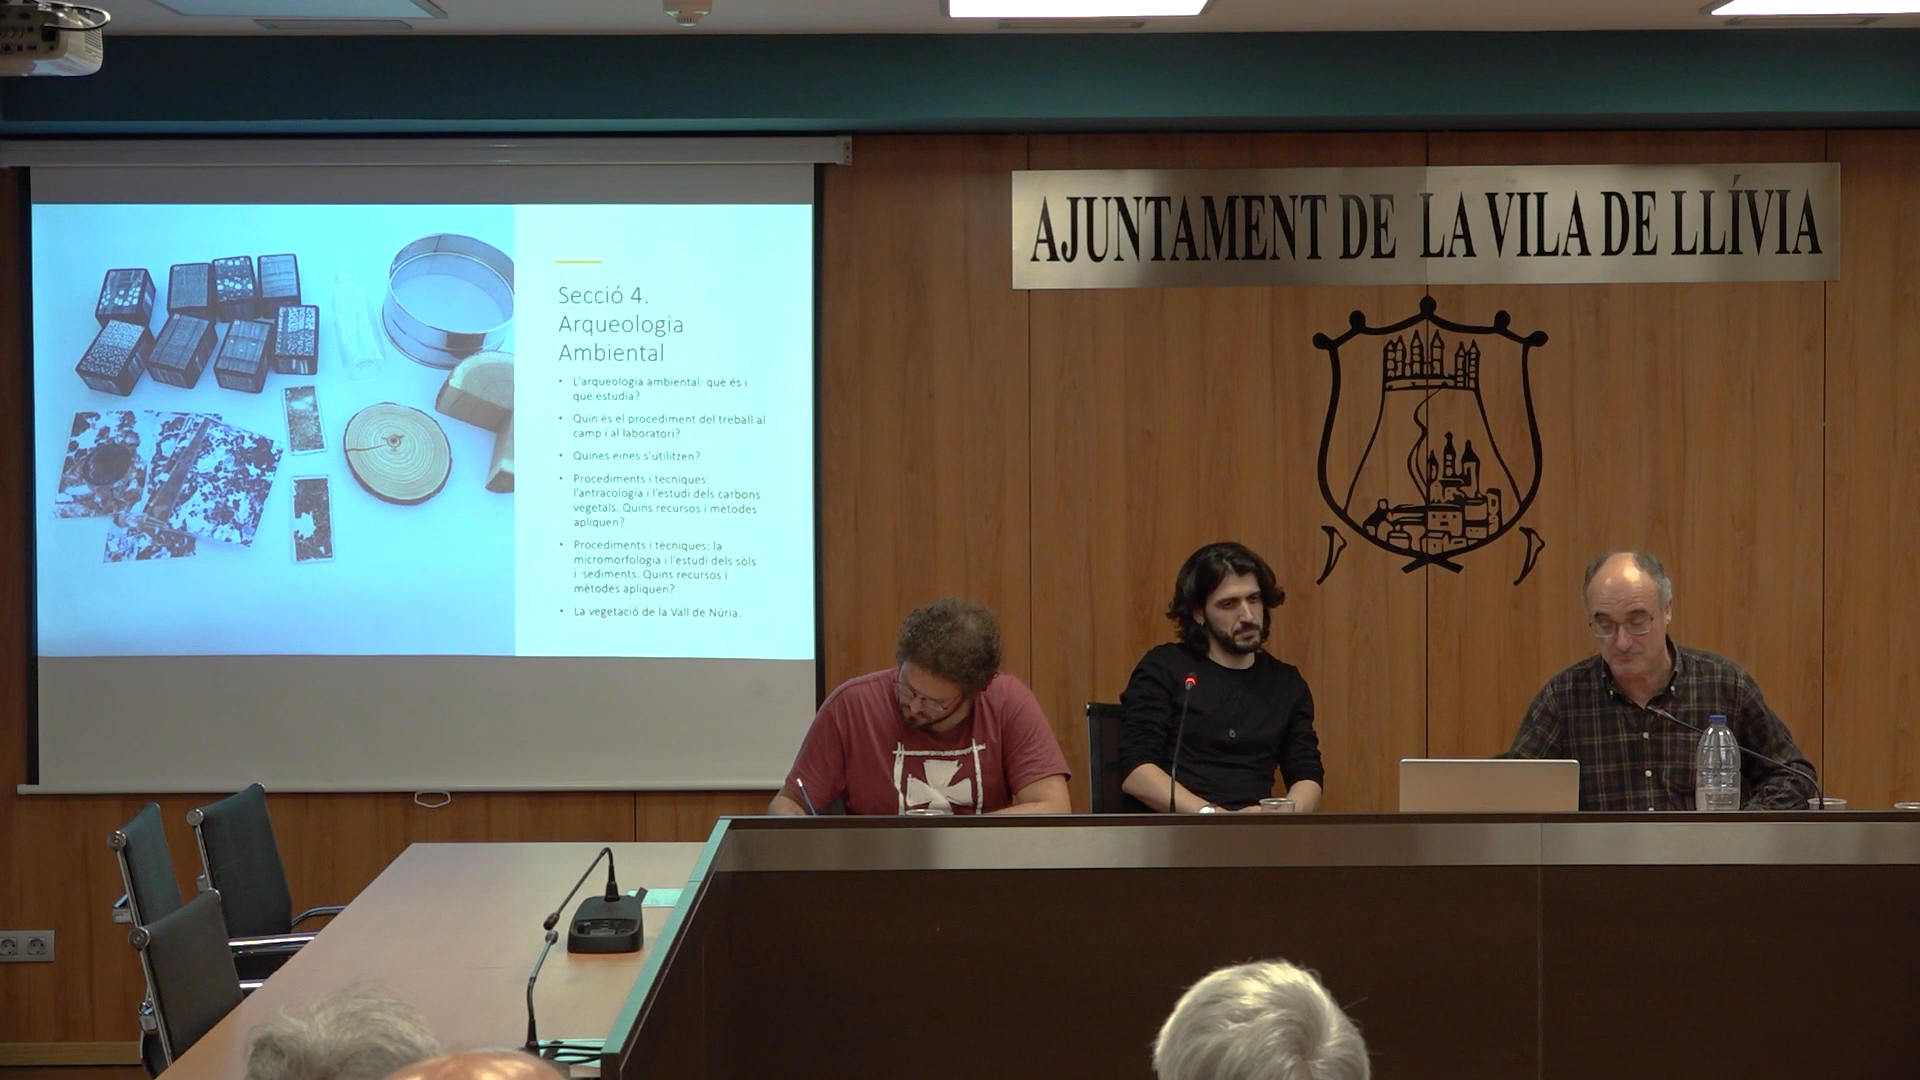 AJUNTAMENT DE LA VILA DE LLÍVIA
Secció 4.
Arqueologia
Ambiental
• L'arqueologia ambiental: què és i
què estudia?
• Quin és el procediment del treball al
camp i al laboratori?
• Quines eines s'utilitzen?
• Procediments i tècniques:
l'antracologia i l'estudi dels carbons
vegetals. Quins recursos i mètodes
apliquen?
• Procediments i tècniques: la
micromorfologia i l'estudi dels sòls
i sediments. Quins recursos i
mètodes apliquen?
• La vegetació de la Vall de Núria.